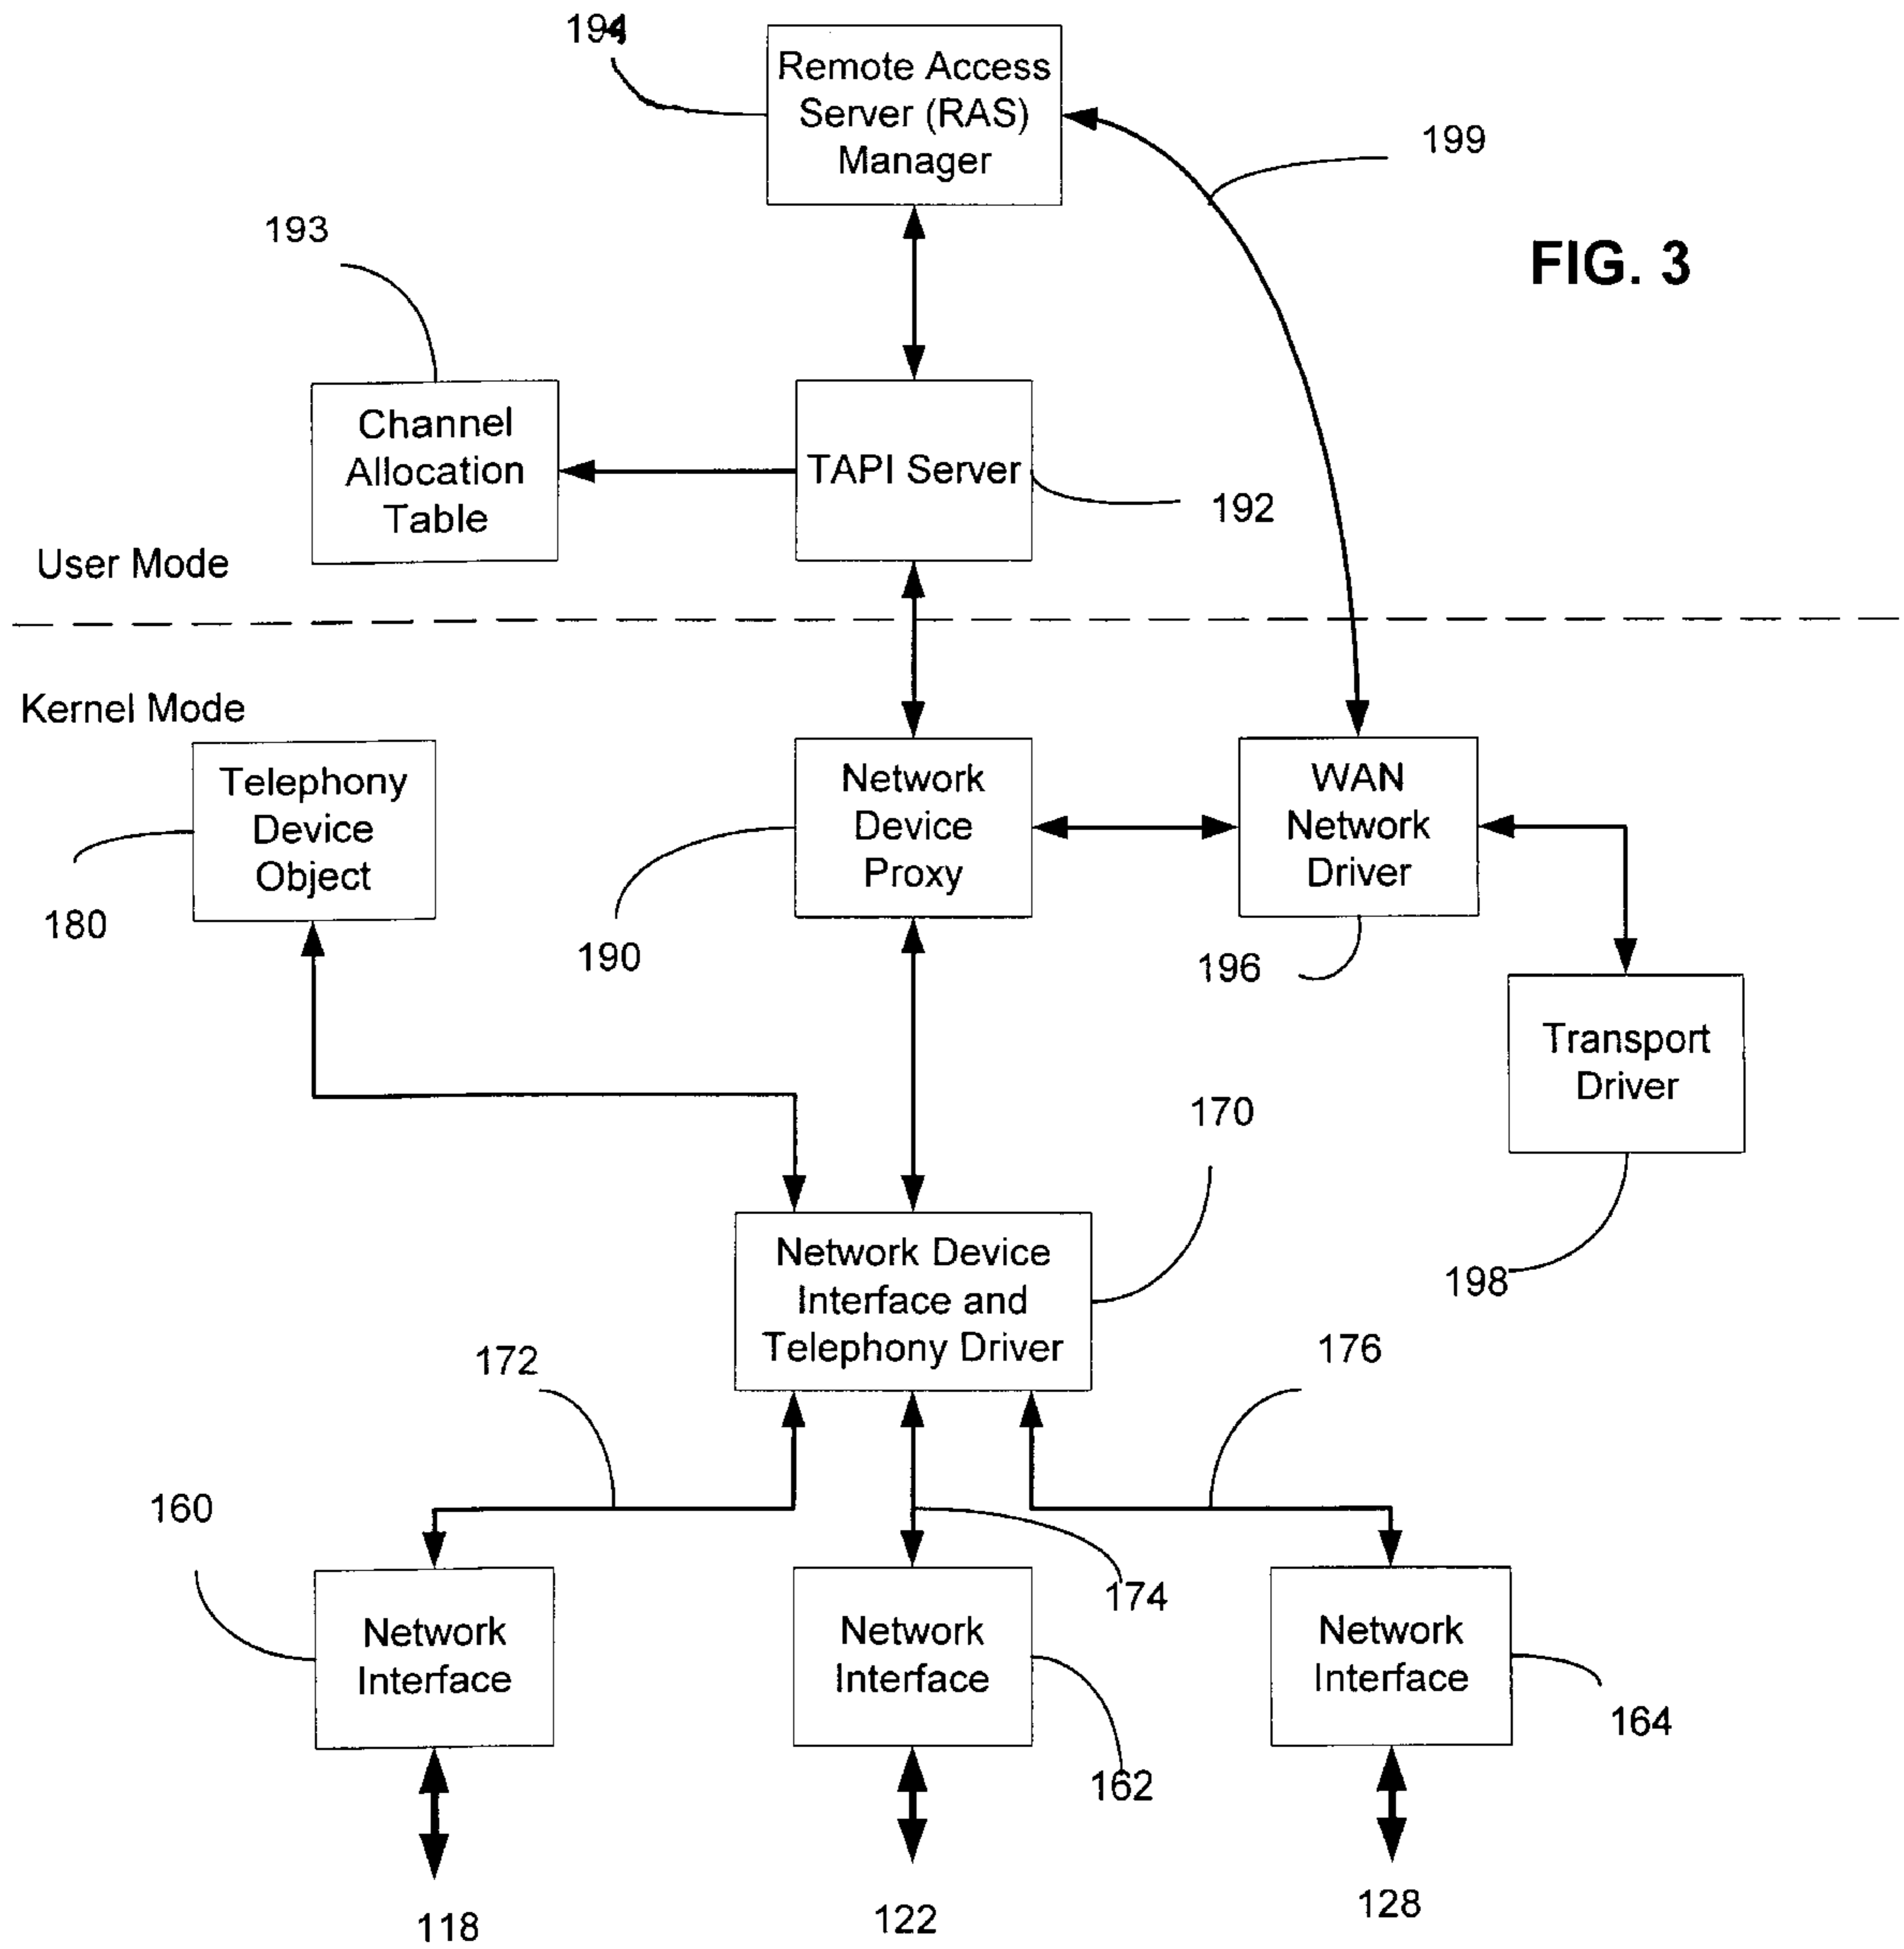 194
Remote Access
Server (RAS)
Manager
199
193
FIG. 3
Channel
Allocation
Table
TAPI Server
192
User Mode
Kernel Mode
Telephony
Device
Object
Network
Device
Proxy
WAN
Network
Driver
180
190
196
Transport
Driver
170
Network Device
Interface and
Telephony Driver
198
172
176
160
174
Network
Interface
Network
Interface
Network
Interface
164
162
118
122
128